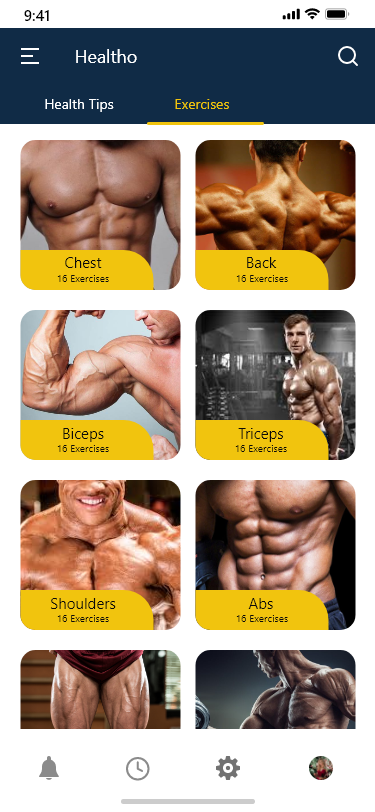 9:41
Healtho
Health Tips
Exercises
Chest
16 Exercises
Back
16 Exercises
Biceps
16 Exercises
Triceps
16 Exercises
Shoulders
16 Exercises
Abs
16 Exercises